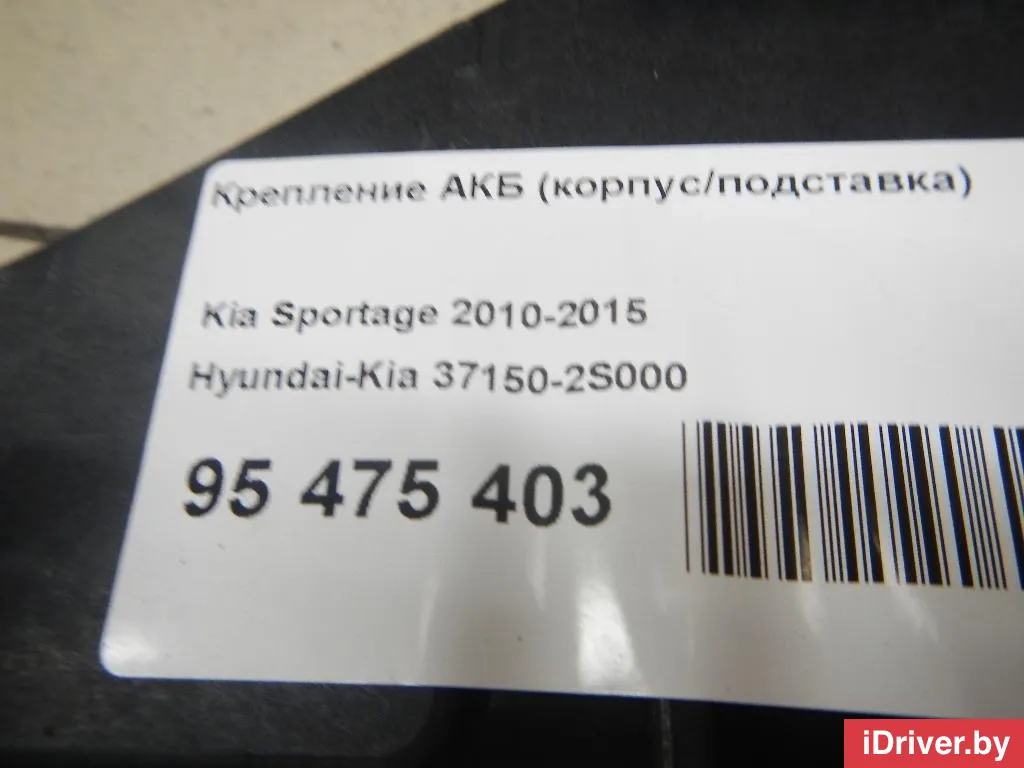 Крепление АКБ (корпус/подставка)
Kia Sportage 2010-2015
Hyundai-Kia 37150-2S000
95 475 403
iDriver.by